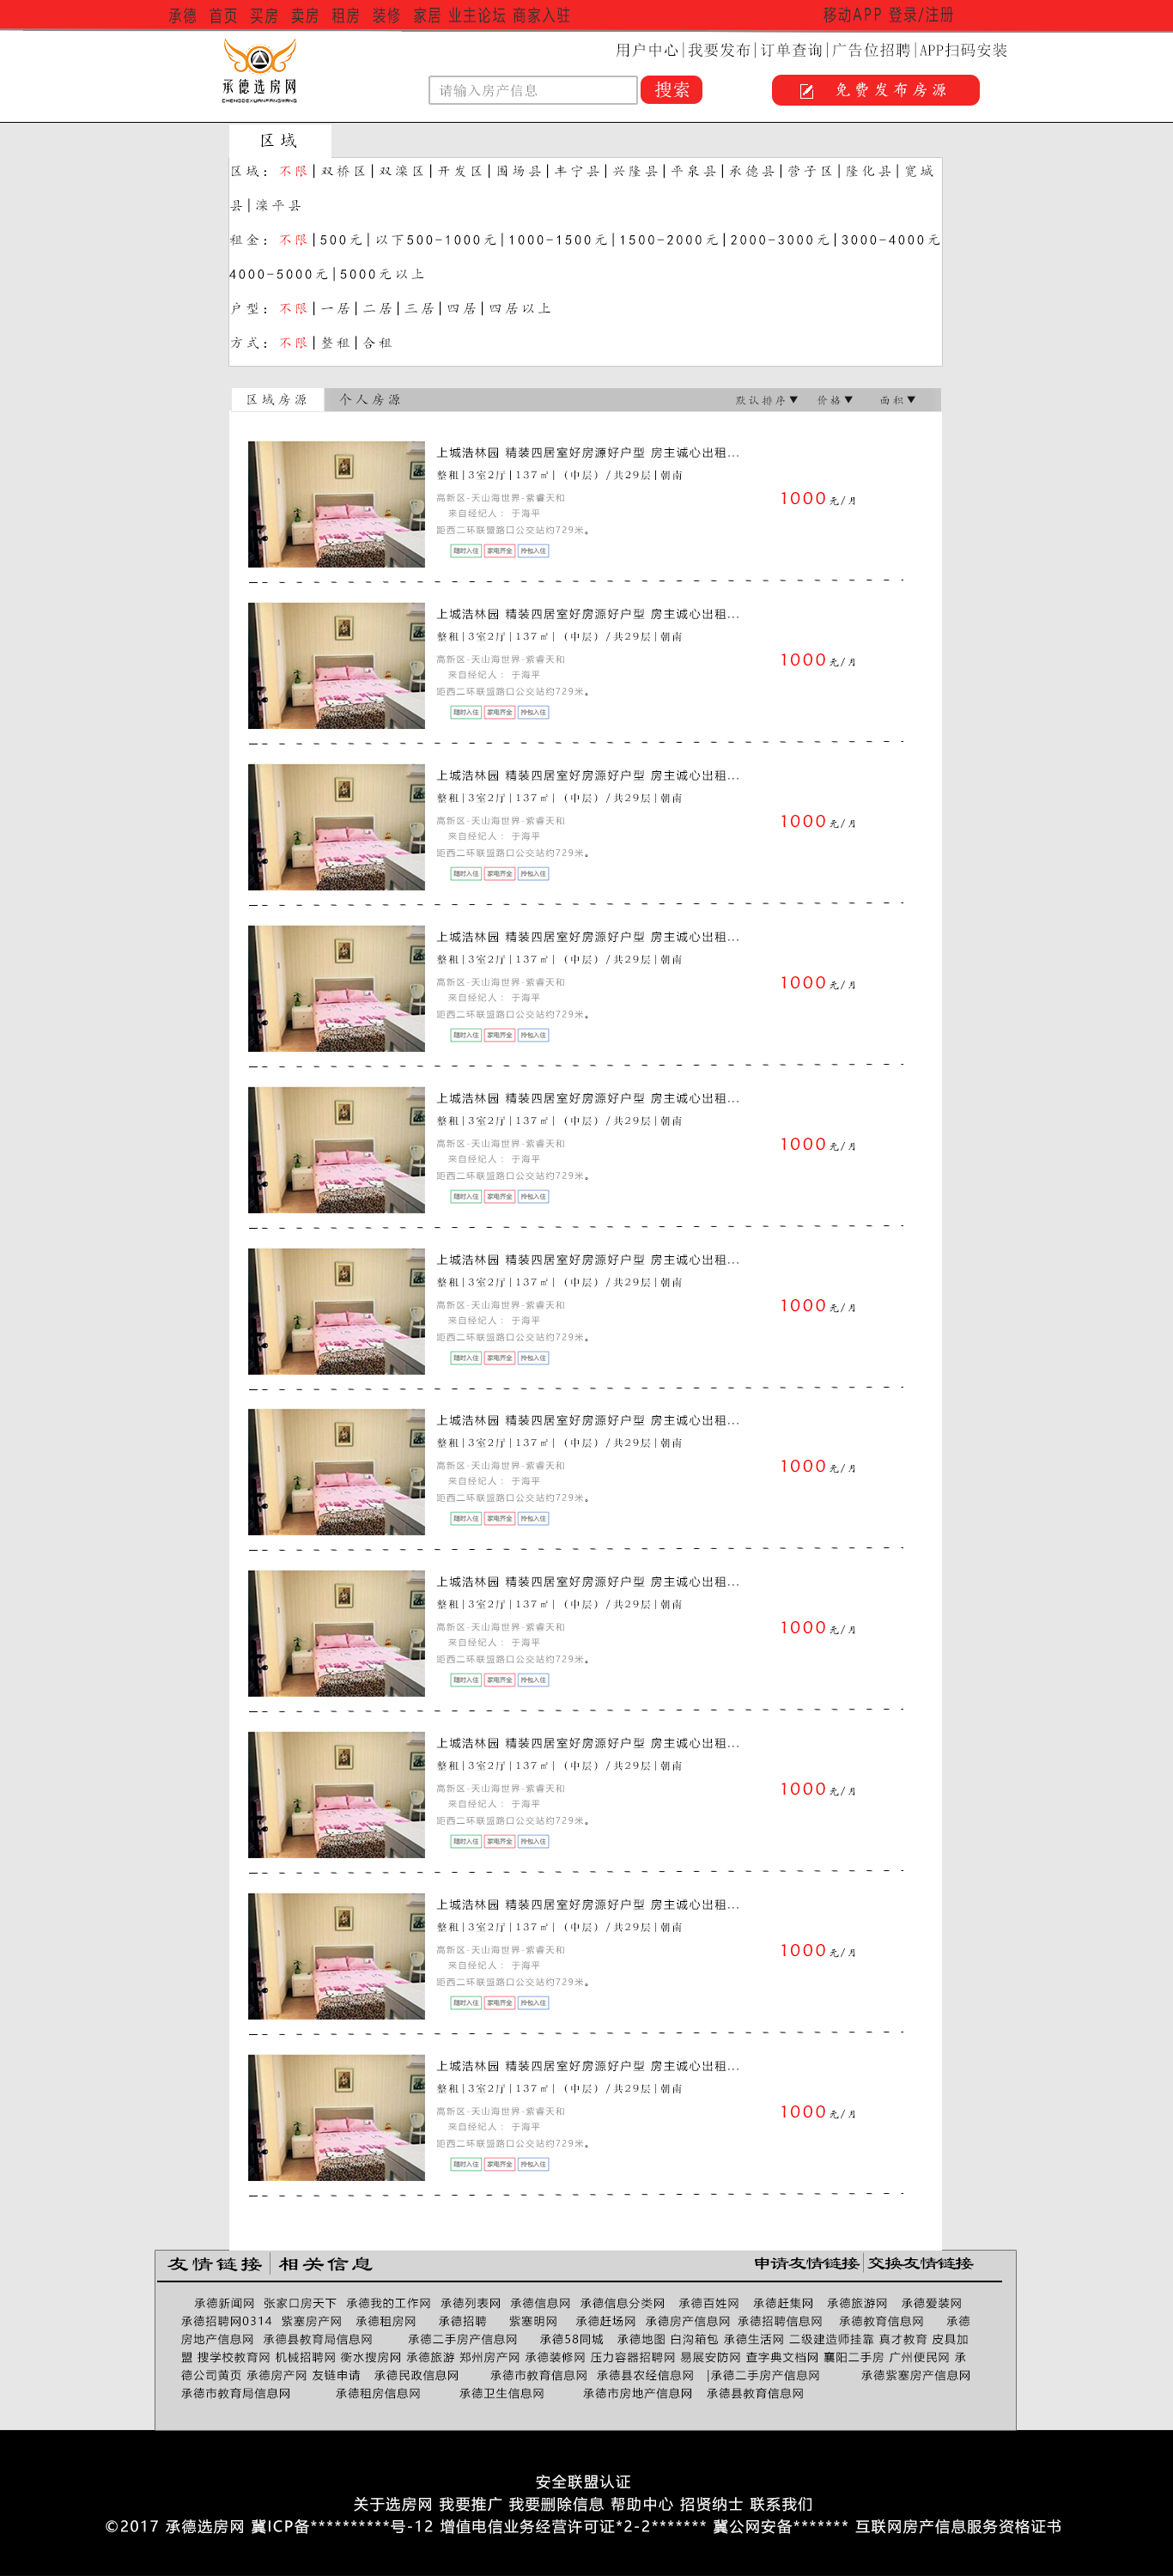 承德 首页 买房 卖房 租房 装修 家居 业主论坛 商家入驻 移动APP 登录/注册
用户中心|我要发布|订单查询|广告位招聘|APP扫码安装
承德选房网
CHENGDEXUANFANGWANG
请输入房产信息 搜索 免费发布房源
区域
区域：不限|双桥区|双滦区|开发区|围场县|丰宁县|兴隆县|平泉县|承德县|营子区|隆化县|宽城
县|滦平县
租金：不限|500元|以下500-1000元|1000-1500元|1500-2000元|2000-3000元|3000-4000元
4000-5000元|5000元以上
户型：不限|一居|二居|三居|四居|四居以上
方式：不限|整租|合租
区域房源 个人房源 默认排序▼ 价格▼ 面积▼
上城浩林园 精装四居室好房源好户型 房主诚心出租...
整租|3室2厅|137㎡|（中层）/共29层|朝南
高新区-天山海世界-紫睿天和
1000元/月
来自经纪人：于海平
距西二环联盟路口公交站约729米。
随时入住 家电齐全 拎包入住
上城浩林园 精装四居室好房源好户型 房主诚心出租...
整租|3室2厅|137㎡|（中层）/共29层|朝南
高新区-天山海世界-紫睿天和
1000元/月
来自经纪人：于海平
距西二环联盟路口公交站约729米。
随时入住 家电齐全 拎包入住
上城浩林园 精装四居室好房源好户型 房主诚心出租...
整租|3室2厅|137㎡|（中层）/共29层|朝南
高新区-天山海世界-紫睿天和
1000元/月
来自经纪人：于海平
距西二环联盟路口公交站约729米。
随时入住 家电齐全 拎包入住
上城浩林园 精装四居室好房源好户型 房主诚心出租...
整租|3室2厅|137㎡|（中层）/共29层|朝南
高新区-天山海世界-紫睿天和
1000元/月
来自经纪人：于海平
距西二环联盟路口公交站约729米。
随时入住 家电齐全 拎包入住
上城浩林园 精装四居室好房源好户型 房主诚心出租...
整租|3室2厅|137㎡|（中层）/共29层|朝南
高新区-天山海世界-紫睿天和
1000元/月
来自经纪人：于海平
距西二环联盟路口公交站约729米。
随时入住 家电齐全 拎包入住
上城浩林园 精装四居室好房源好户型 房主诚心出租...
整租|3室2厅|137㎡|（中层）/共29层|朝南
高新区-天山海世界-紫睿天和
1000元/月
来自经纪人：于海平
距西二环联盟路口公交站约729米。
随时入住 家电齐全 拎包入住
上城浩林园 精装四居室好房源好户型 房主诚心出租...
整租|3室2厅|137㎡|（中层）/共29层|朝南
高新区-天山海世界-紫睿天和
1000元/月
来自经纪人：于海平
距西二环联盟路口公交站约729米。
随时入住 家电齐全 拎包入住
上城浩林园 精装四居室好房源好户型 房主诚心出租...
整租|3室2厅|137㎡|（中层）/共29层|朝南
高新区-天山海世界-紫睿天和
1000元/月
来自经纪人：于海平
距西二环联盟路口公交站约729米。
随时入住 家电齐全 拎包入住
上城浩林园 精装四居室好房源好户型 房主诚心出租...
整租|3室2厅|137㎡|（中层）/共29层|朝南
高新区-天山海世界-紫睿天和
1000元/月
来自经纪人：于海平
距西二环联盟路口公交站约729米。
随时入住 家电齐全 拎包入住
上城浩林园 精装四居室好房源好户型 房主诚心出租...
整租|3室2厅|137㎡|（中层）/共29层|朝南
高新区-天山海世界-紫睿天和
1000元/月
来自经纪人：于海平
距西二环联盟路口公交站约729米。
随时入住 家电齐全 拎包入住
上城浩林园 精装四居室好房源好户型 房主诚心出租...
整租|3室2厅|137㎡|（中层）/共29层|朝南
高新区-天山海世界-紫睿天和
1000元/月
来自经纪人：于海平
距西二环联盟路口公交站约729米。
随时入住 家电齐全 拎包入住
友情链接|相关信息 申请友情链接|交换友情链接
承德新闻网 张家口房天下 承德我的工作网 承德列表网 承德信息网 承德信息分类网 承德百姓网 承德赶集网 承德旅游网 承德爱装网
承德招聘网0314 紫塞房产网 承德租房网 承德招聘 紫塞明网 承德赶场网 承德房产信息网 承德招聘信息网 承德教育信息网 承德
房地产信息网 承德县教育局信息网 承德二手房产信息网 承德58同城 承德地图 白沟箱包 承德生活网 二级建造师挂靠 真才教育 皮具加
盟 搜学校教育网 机械招聘网 衡水搜房网 承德旅游 郑州房产网 承德装修网 压力容器招聘网 易展安防网 查字典文档网 襄阳二手房 广州便民网 承
德公司黄页 承德房产网 友链申请 承德民政信息网 承德市教育信息网 承德县农经信息网 |承德二手房产信息网 承德紫塞房产信息网
承德市教育局信息网 承德租房信息网 承德卫生信息网 承德市房地产信息网 承德县教育信息网
安全联盟认证
关于选房网 我要推广 我要删除信息 帮助中心 招贤纳士 联系我们
©2017 承德选房网 冀ICP备**********号-12 增值电信业务经营许可证*2-2******* 冀公网安备******* 互联网房产信息服务资格证书